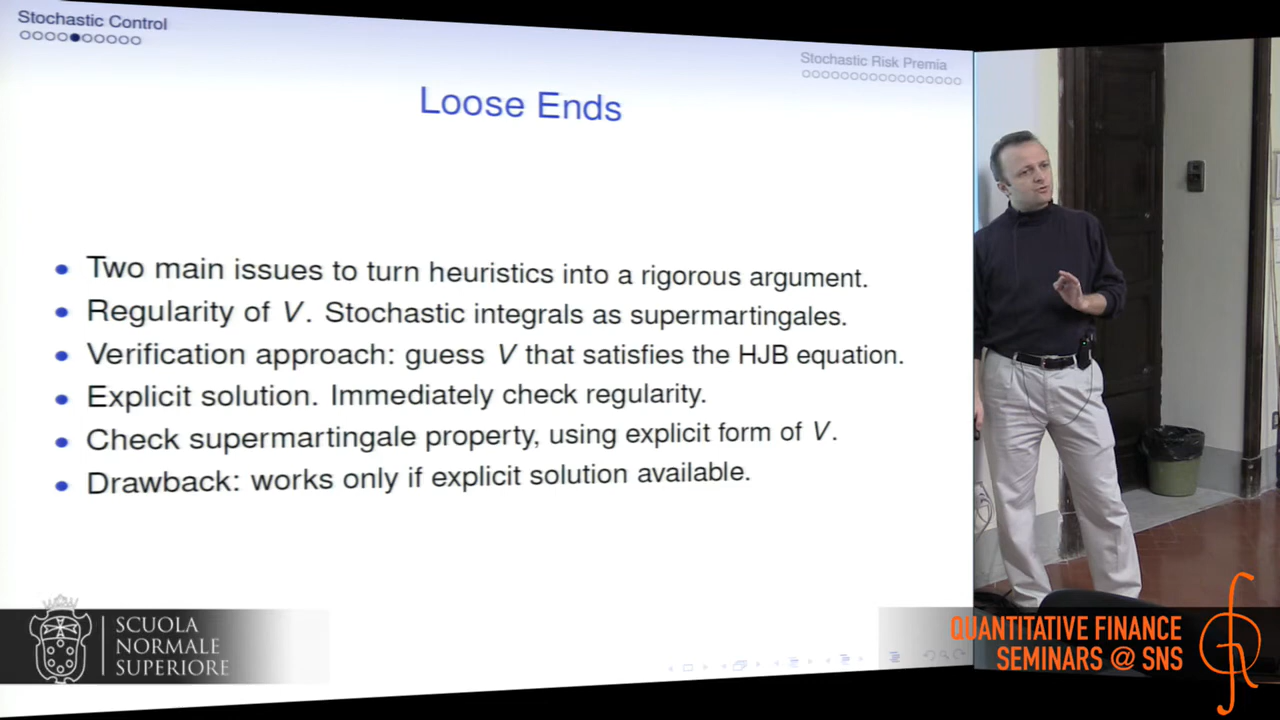 Stochastic Control
Stochastic Risk Premia
Loose Ends
Two main issues to turn heuristics into a rigorous argument.
Regularity of V. Stochastic integrals as supermartingales.
Verification approach: guess V that satisfies the HJB equation.
Explicit solution. Immediately check regularity.
Check supermartingale property, using explicit form of V.
Drawback: works only if explicit solution available.
SCUOLA
NORMALE
SUPERIORE
QUANTITATIVE FINANCE
SEMINARS @ SNS